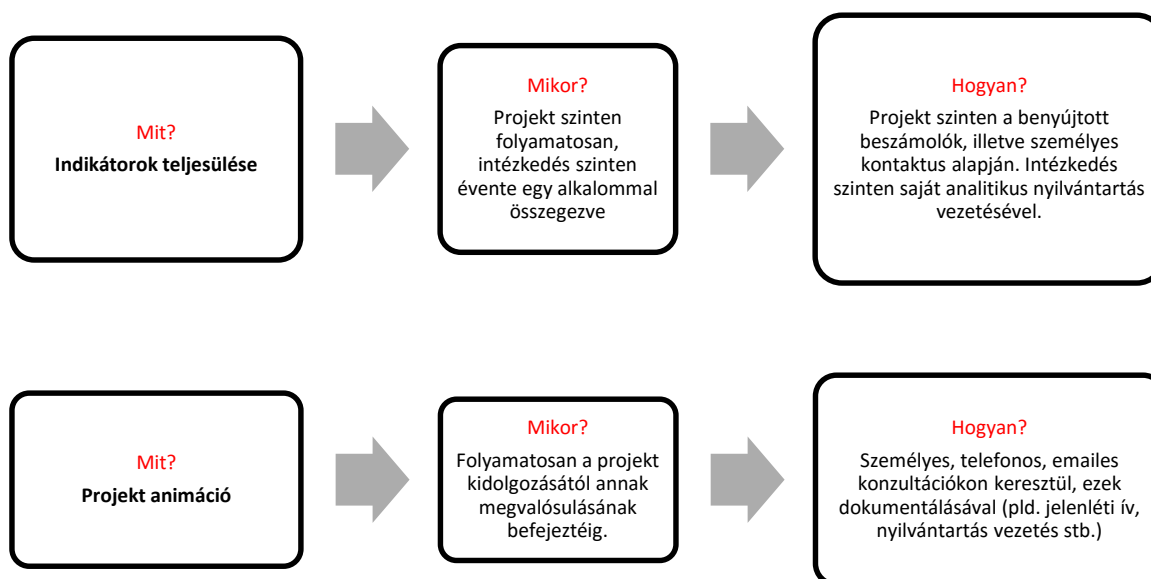 Mit?
Indikátorok teljesülése
Mikor?
Projekt szinten
folyamatosan,
intézkedés szinten
évente egy alkalommal
összegezve
Hogyan?
Projekt szinten a benyújtott
beszámolók, illetve személyes
kontaktus alapján. Intézkedés
szinten saját analitikus nyilvántartás
vezetésével.
Mit?
Projekt animáció
Mikor?
Folyamatosan a projekt
kidolgozásától annak
megvalósulásának
befejeztéig.
Hogyan?
Személyes, telefonos, emailes
konzultációkon keresztül, ezek
dokumentálásával (pld. jelenléti ív,
nyilvántartás vezetés stb.)